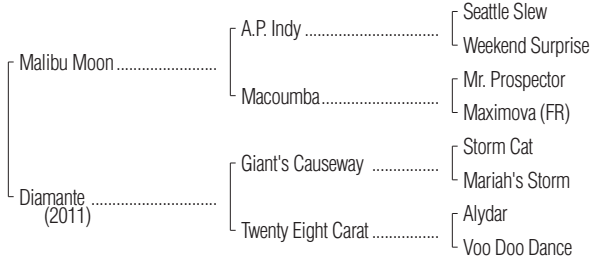 Seattle Slew
A.P. Indy ..............................
Weekend Surprise
Malibu Moon ........................
Mr. Prospector
Macoumba............................
Maximova (FR)
Storm Cat
Giant's Causeway ................
Mariah's Storm
Diamante ..............................
(2011)
Alydar
Twenty Eight Carat ................
Voo Doo Dance